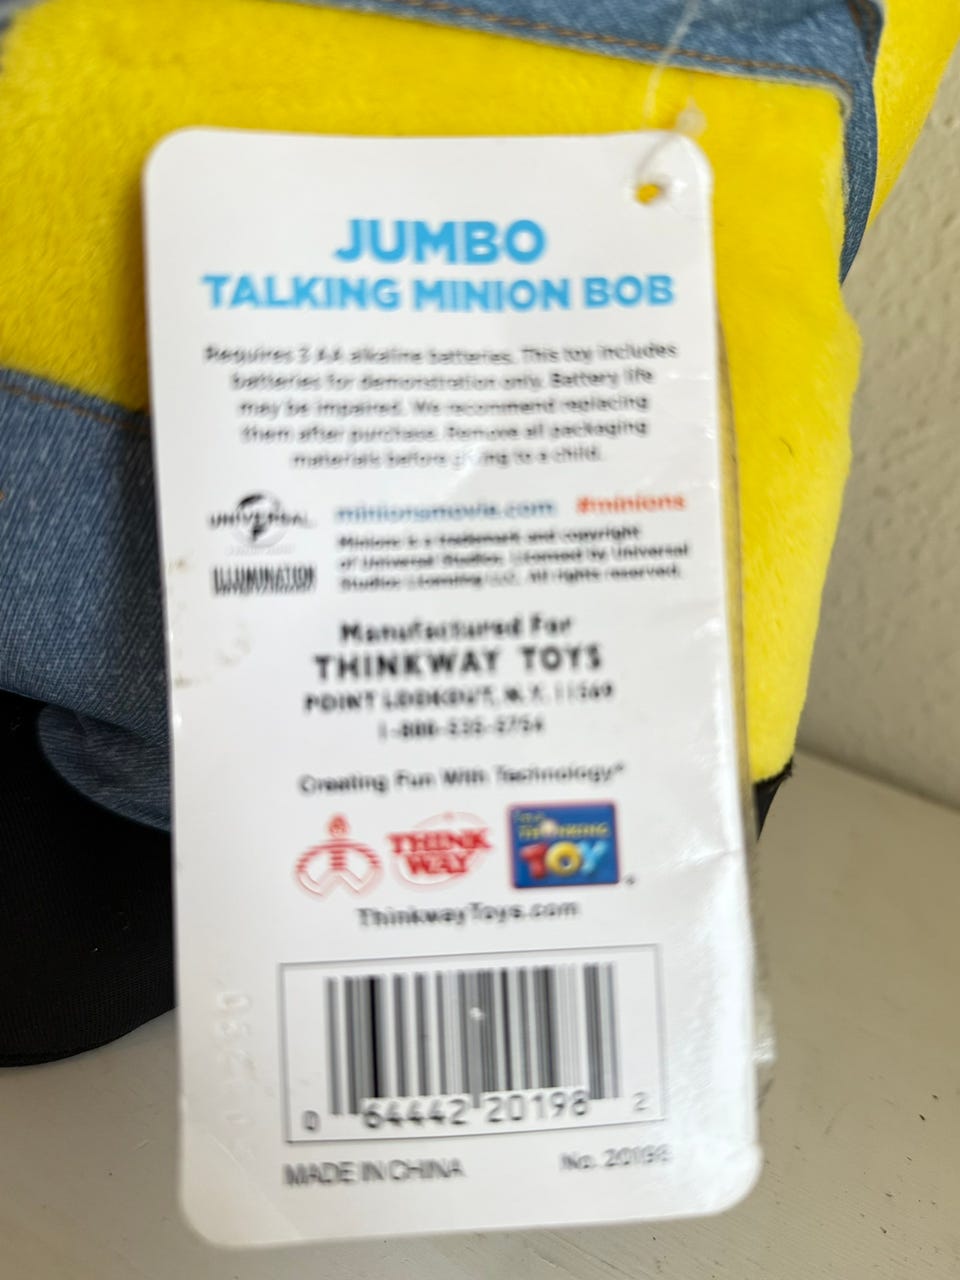 JUMBO
TALKING MINION BOB
Requires 3 AA alkaline batteries. This toy includes
batteries for demonstration only. Battery life
may be impaired. We recommend replacing
them after purchase. Remove all packaging
materials before giving to a child.
UNIVERSAL
ILLUMINATION
minionsmovie.com #minions
Minions is a trademark and copyright
of Universal Studios. Licensed by Universal
Studios Licensing LLC. All rights reserved.
Manufactured For
THINKWAY TOYS
POINT LOOKOUT, N.Y. 11569
Creating Fun With Technology®
THINK
WAY
THINKING
TOY
ThinkwayToys.com
0 64442 20198 2
MADE IN CHINA No. 20198